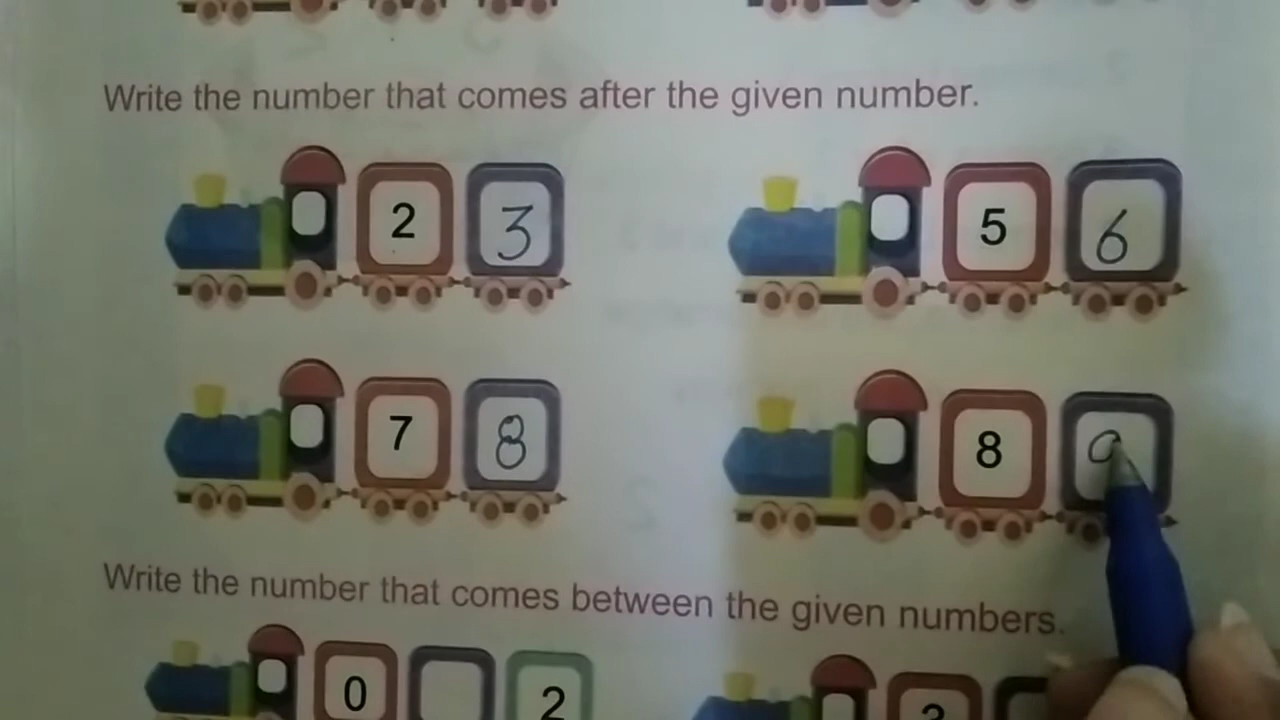 Write the number that comes after the given number.
2 3 5 6
7 8 8
Write the number that comes between the given numbers.
0 2